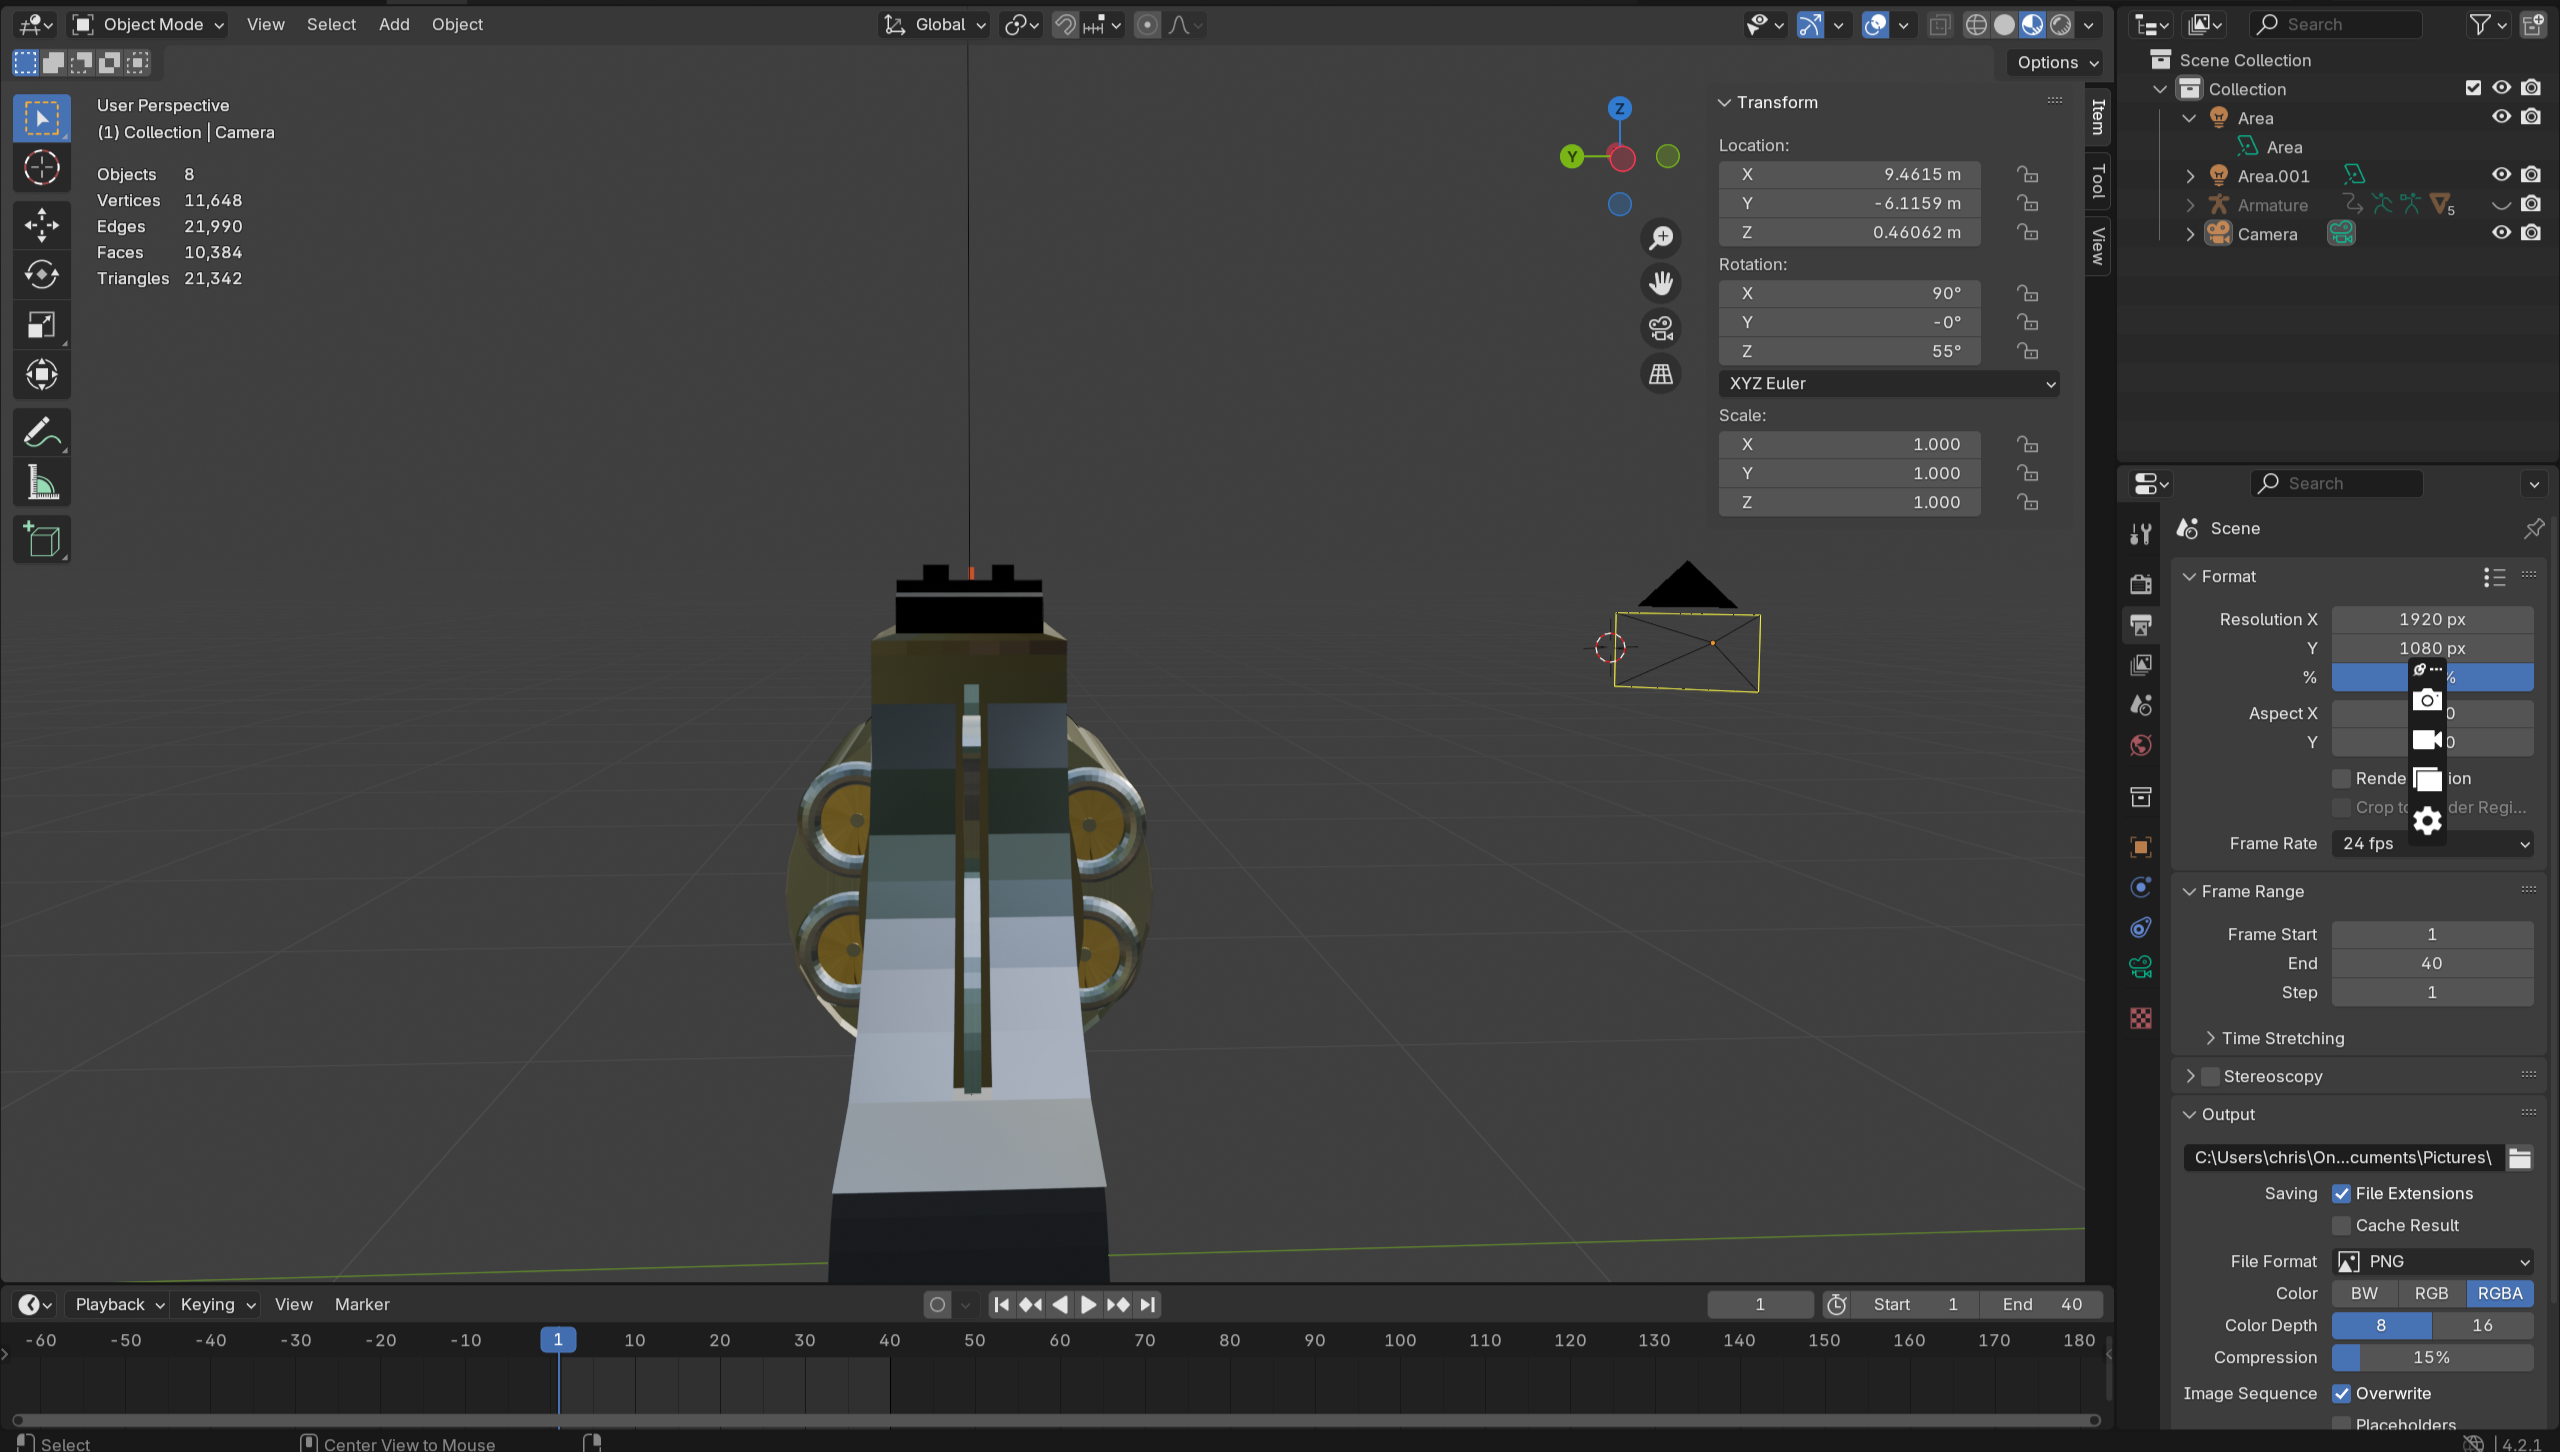 Object Mode View Select Add Object Global
Options
User Perspective
(1) Collection | Camera
Objects 8
Vertices 11,648
Edges 21,990
Faces 10,384
Triangles 21,342
Z
Y
Transform
Location:
X 9.4615 m
Y -6.1159 m
Z 0.46062 m
Rotation:
X 90°
Y -0°
Z 55°
XYZ Euler
Scale:
X 1.000
Y 1.000
Z 1.000
Item
Tool
View
Search
Scene Collection
Collection
Area
Area
Area.001
Armature 5
Camera
Search
Scene
Format
Resolution X 1920 px
Y 1080 px
% %
Aspect X 0
Y 0
Rende ion
Crop to der Regi...
Frame Rate 24 fps
Frame Range
Frame Start 1
End 40
Step 1
Time Stretching
Stereoscopy
Output
C:\Users\chris\On...cuments\Pictures\
Saving File Extensions
Cache Result
File Format PNG
Color BW RGB RGBA
Color Depth 8 16
Compression 15%
Image Sequence Overwrite
Placeholders
Playback Keying View Marker 1 Start 1 End 40
-60 -50 -40 -30 -20 -10 1 10 20 30 40 50 60 70 80 90 100 110 120 130 140 150 160 170 180
Select Center View to Mouse 4.2.1